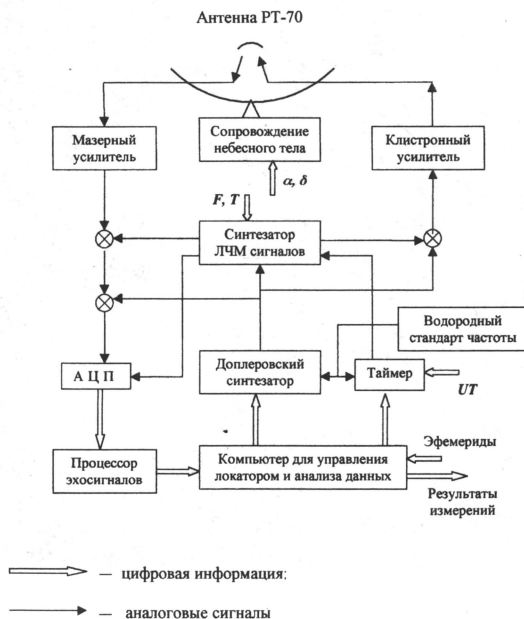 Антенна РТ-70
Мазерный
усилитель
Сопровождение
небесного тела
Клистронный
усилитель
α, δ
F, T
Синтезатор
ЛЧМ сигналов
Водородный
стандарт частоты
А Ц П
Доплеровский
синтезатор
Таймер
UT
Процессор
эхосигналов
Компьютер для управления
локатором и анализа данных
Эфемериды
Результаты
измерений
— цифровая информация;
— аналоговые сигналы